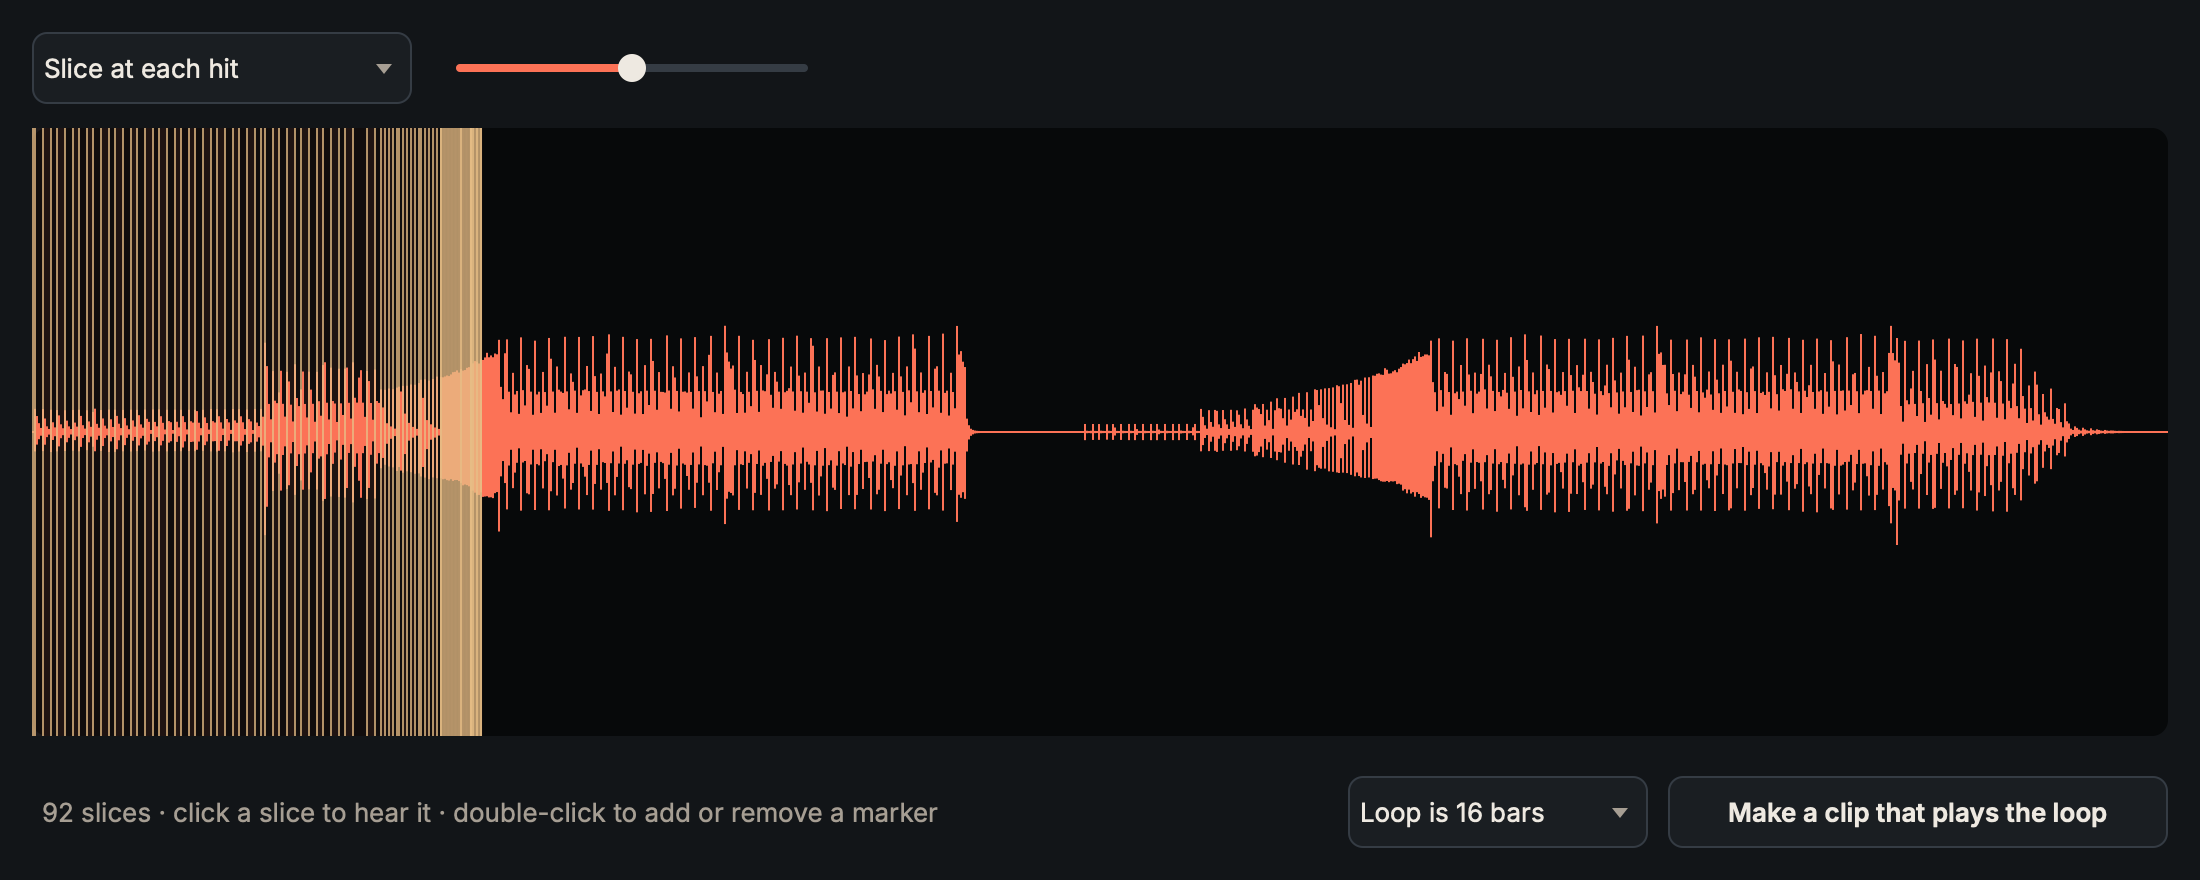 Slice at each hit
92 slices · click a slice to hear it · double-click to add or remove a marker
Loop is 16 bars
Make a clip that plays the loop